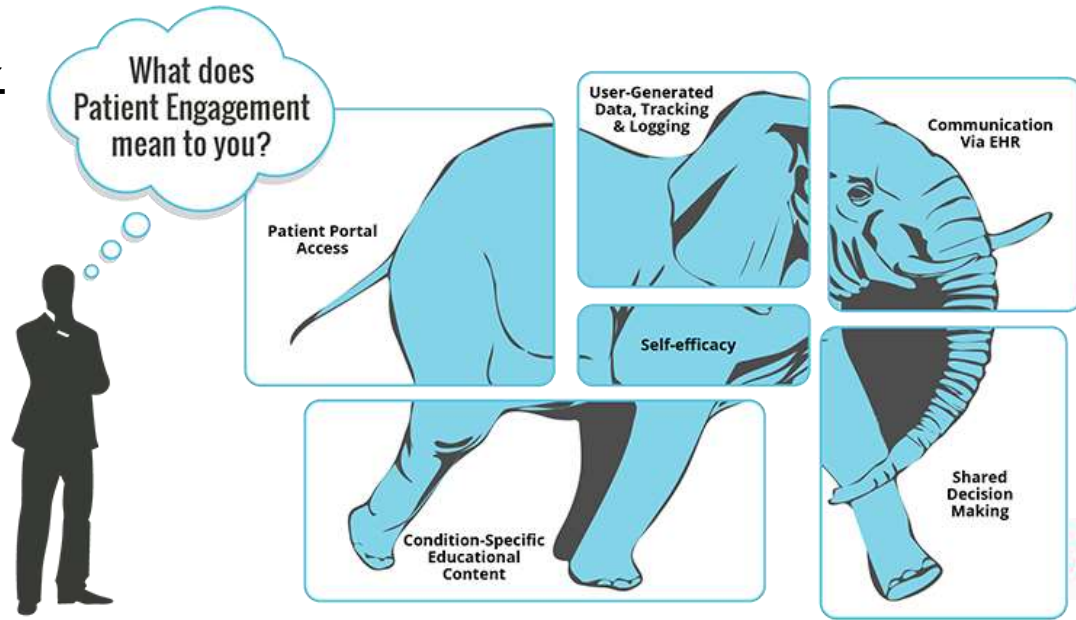 What does
Patient Engagement
mean to you?
User-Generated
Data, Tracking
& Logging
Communication
Via EHR
Patient Portal
Access
Self-efficacy
Shared
Decision
Making
Condition-Specific
Educational
Content